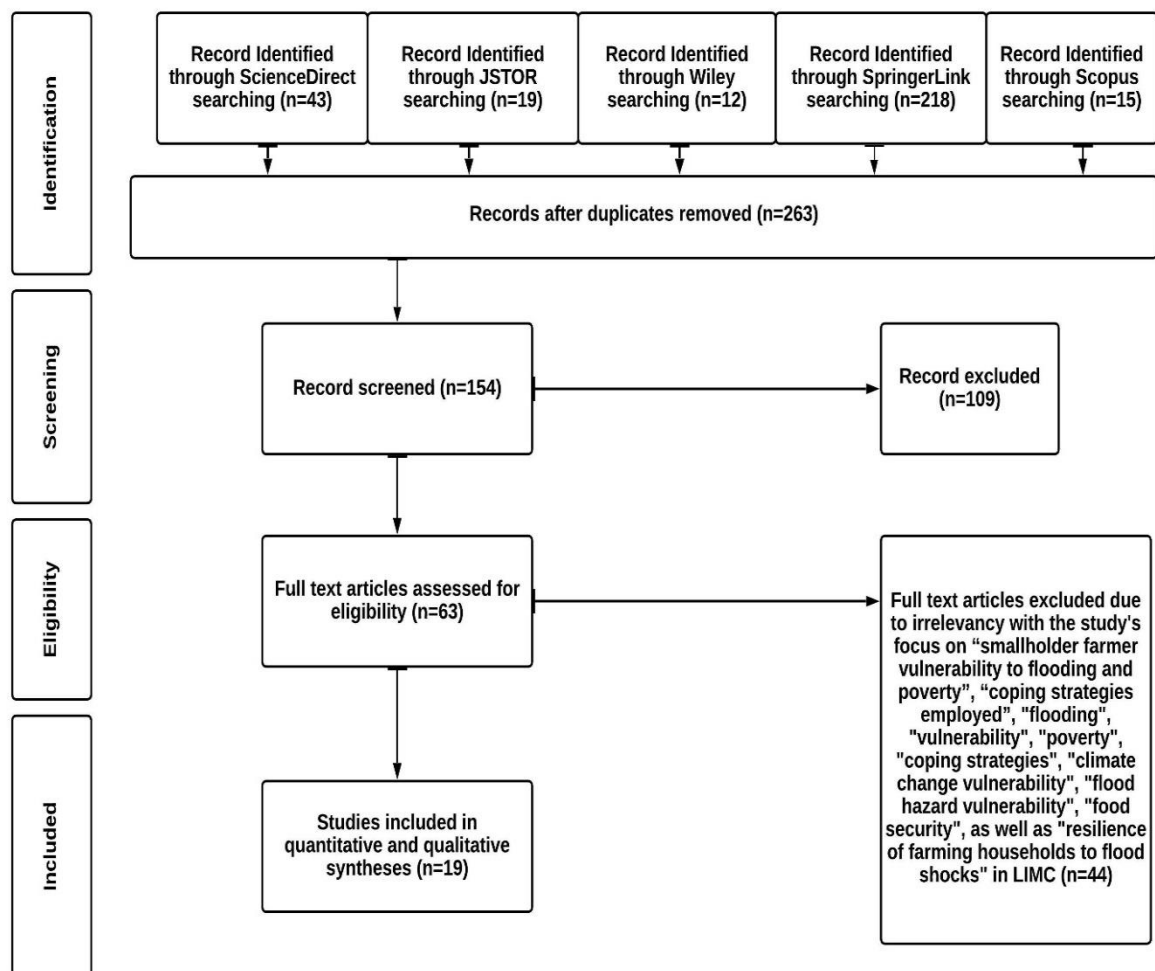 Identification
Record Identified
through ScienceDirect
searching (n=43)
Record Identified
through JSTOR
searching (n=19)
Record Identified
through Wiley
searching (n=12)
Record Identified
through SpringerLink
searching (n=218)
Record Identified
through Scopus
searching (n=15)
Records after duplicates removed (n=263)
Screening
Record screened (n=154)
Record excluded
(n=109)
Eligibility
Full text articles assessed for
eligibility (n=63)
Full text articles excluded due
to irrelevancy with the study's
focus on “smallholder farmer
vulnerability to flooding and
poverty”, “coping strategies
employed”, "flooding",
"vulnerability", "poverty",
"coping strategies", "climate
change vulnerability", "flood
hazard vulnerability", "food
security", as well as "resilience
of farming households to flood
shocks" in LIMC (n=44)
Included
Studies included in
quantitative and qualitative
syntheses (n=19)